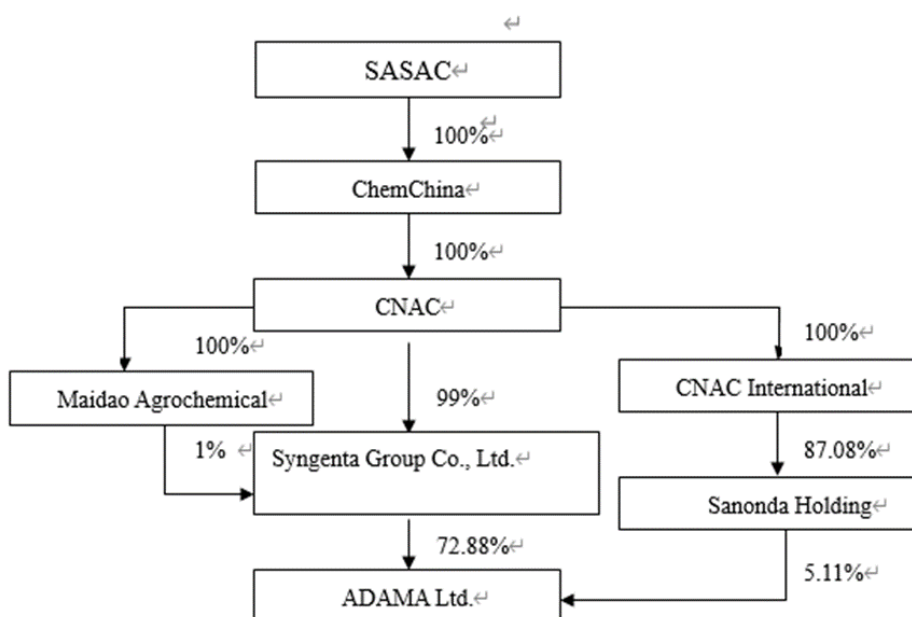 SASAC
100%
ChemChina
100%
CNAC
100%
100%
Maidao Agrochemical
99%
CNAC International
1%
Syngenta Group Co., Ltd.
87.08%
Sanonda Holding
72.88%
5.11%
ADAMA Ltd.